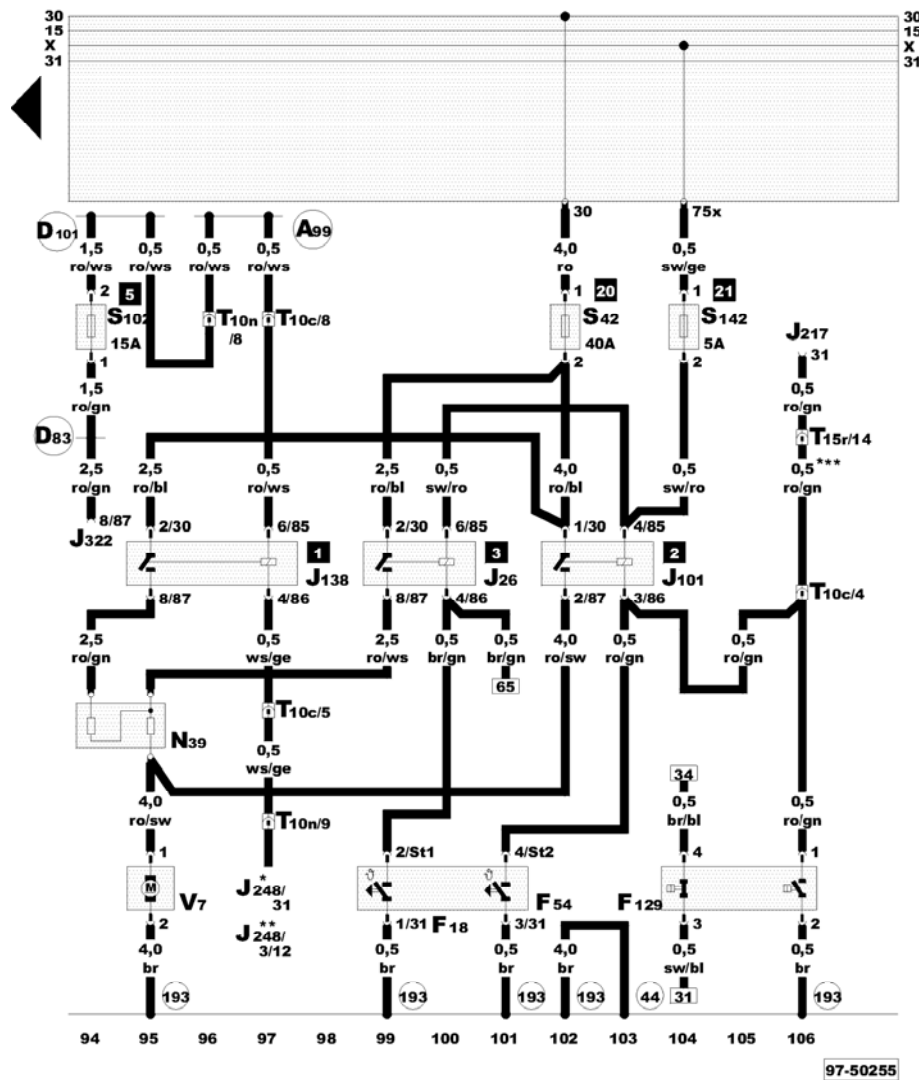 30 30
15 15
X X
31 31
30 75x
D101 A99
1,5 0,5 0,5 0,5 4,0 0,5
ro/ws ro/ws ro/ws ro/ws ro sw/ge
2 5 1 20 1 21
S102 T10n/8 T10c/8 S42 S142 J217
15A 40A 5A 31
1 2 2
1,5 0,5
ro/gn ro/gn
D83 T15r/14
2,5 2,5 0,5 2,5 0,5 4,0 0,5 0,5 ***
ro/gn ro/bl ro/ws ro/bl sw/ro ro/bl sw/ro ro/gn
8/87 2/30 6/85 2/30 6/85 1/30 4/85
J322
1 3 2
J138 J26 J101
8/87 4/86 8/87 4/86 2/87 3/86 T10c/4
2,5 0,5 2,5 0,5 0,5 4,0 0,5 0,5
ro/gn ws/ge ro/ws br/gn br/gn ro/sw ro/gn ro/gn
65
N39 T10c/5
0,5
ws/ge
34
4,0 T10n/9 0,5 0,5
ro/sw br/bl ro/gn
1 2/St1 4/St2 4 1
J248/31 *
M V7 F54 F129
J248/3/12 **
2 1/31 F18 3/31 3 2
4,0 0,5 0,5 4,0 0,5 0,5
br br br br sw/bl br
193 193 193 193 44 31 193
94 95 96 97 98 99 100 101 102 103 104 105 106
97-50255